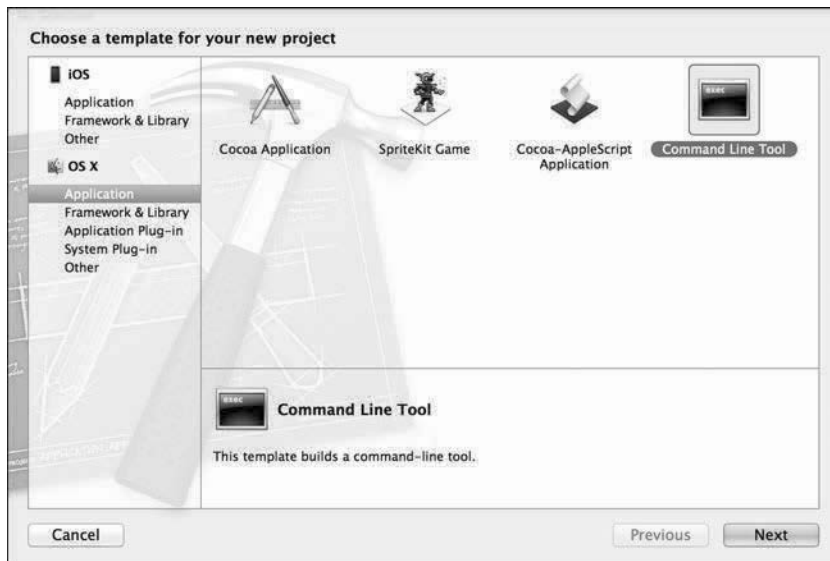 Choose a template for your new project
iOS
Application
Framework & Library
Other
OS X
Application
Framework & Library
Application Plug-in
System Plug-in
Other
Cocoa Application
SpriteKit Game
Cocoa-AppleScript
Application
exec
Command Line Tool
exec
Command Line Tool
This template builds a command-line tool.
Cancel
Previous
Next